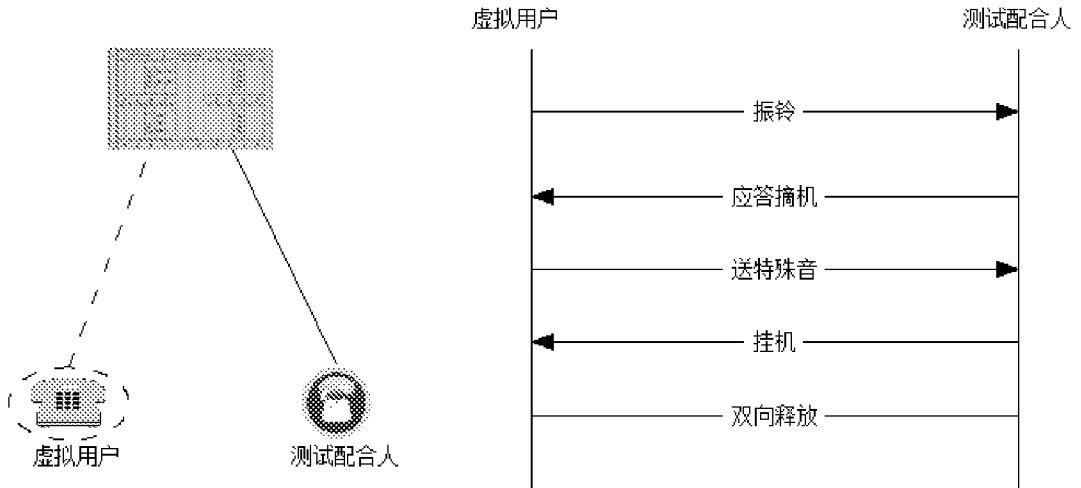 虚拟用户
测试配合人
振铃
应答摘机
送特殊音
挂机
双向释放
虚拟用户
测试配合人